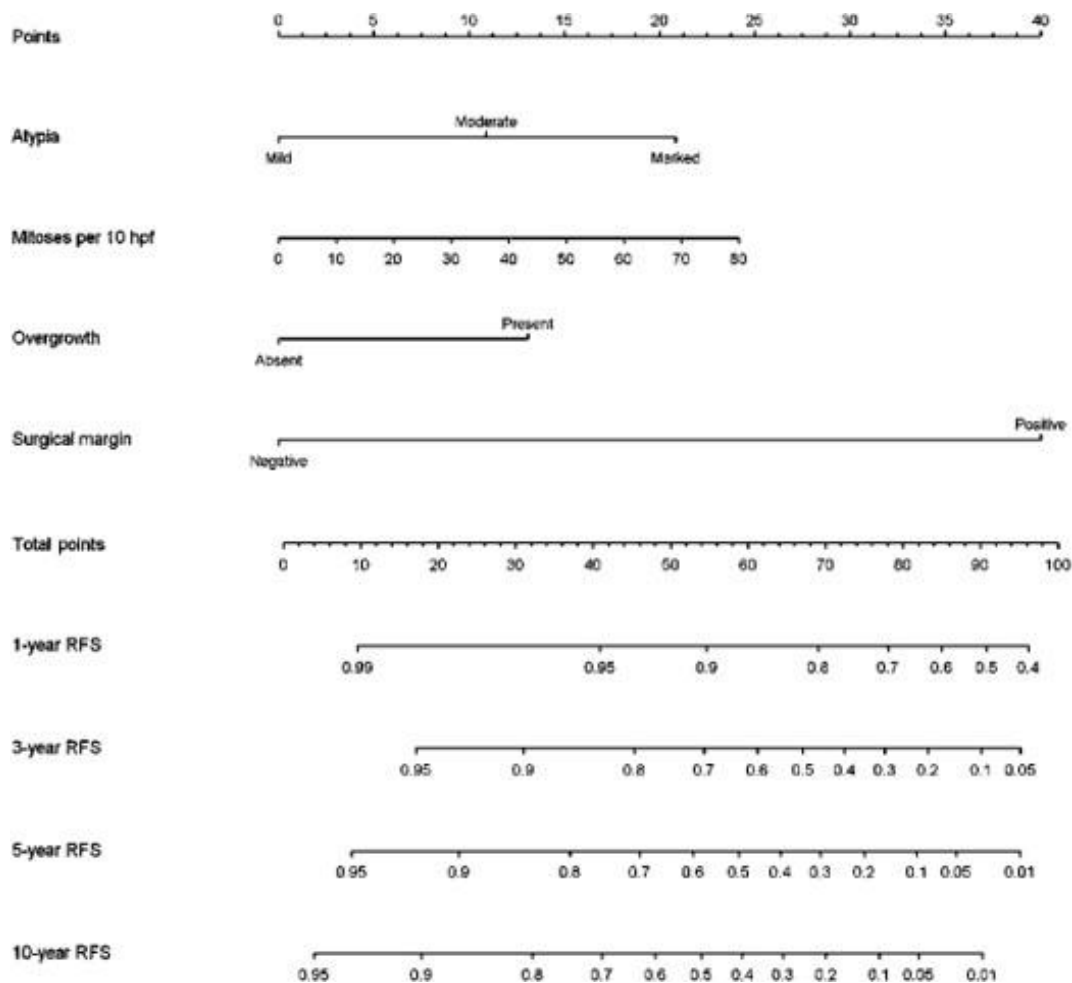 0 5 10 15 20 25 30 35 40
Points
Moderate
Atypia
Mild Marked
Mitoses per 10 hpf
0 10 20 30 40 50 60 70 80
Present
Overgrowth
Absent
Positive
Surgical margin
Negative
Total points
0 10 20 30 40 50 60 70 80 90 100
1-year RFS
0.99 0.95 0.9 0.8 0.7 0.6 0.5 0.4
3-year RFS
0.95 0.9 0.8 0.7 0.6 0.5 0.4 0.3 0.2 0.1 0.05
5-year RFS
0.95 0.9 0.8 0.7 0.6 0.5 0.4 0.3 0.2 0.1 0.05 0.01
10-year RFS
0.95 0.9 0.8 0.7 0.6 0.5 0.4 0.3 0.2 0.1 0.05 0.01